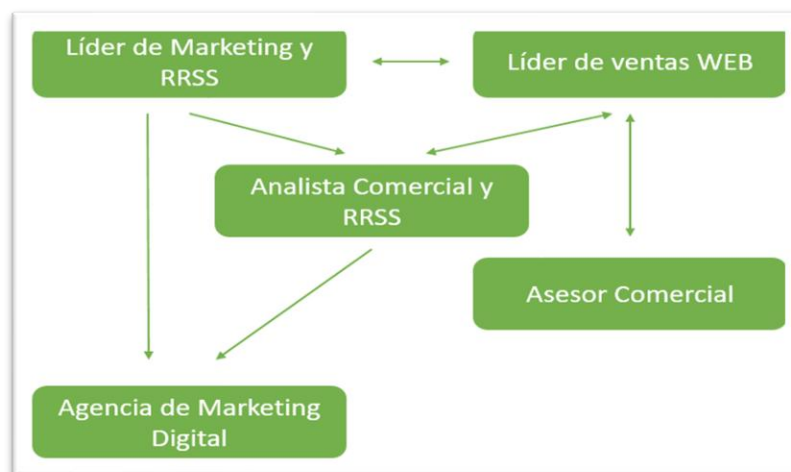 Líder de Marketing y
RRSS
Líder de ventas WEB
Analista Comercial y
RRSS
Asesor Comercial
Agencia de Marketing
Digital